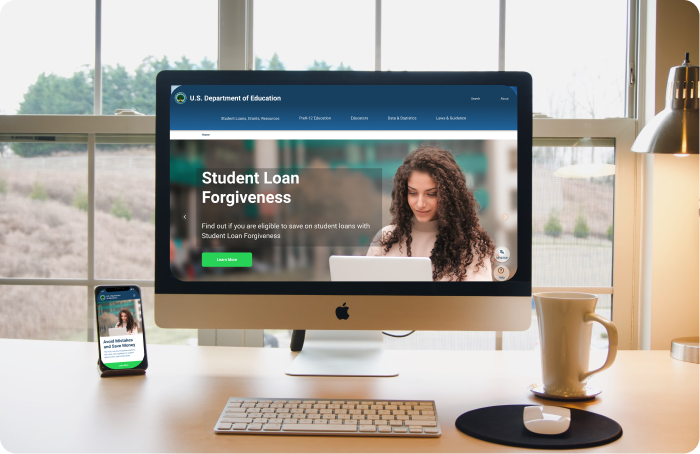 U.S. Department of Education
Search
About
Student Loans, Grants, Resources
PreK-12 Education
Educators
Data & Statistics
Laws & Guidance
Home
Student Loan
Forgiveness
Find out if you are eligible to save on student loans with
Student Loan Forgiveness
Learn More
Avoid Mistakes
and Save Money